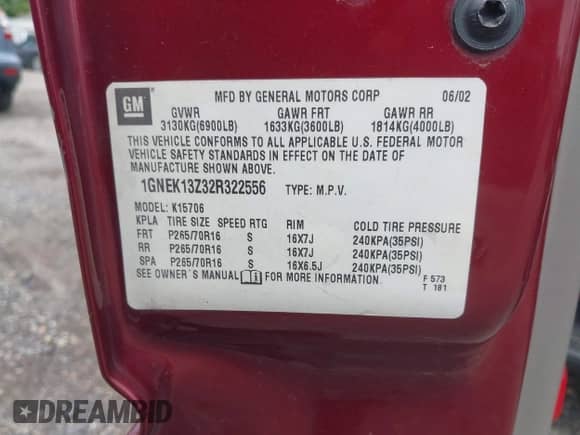 GM
MFD BY GENERAL MOTORS CORP 06/02
GVWR GAWR FRT GAWR RR
3130KG(6900LB) 1633KG(3600LB) 1814KG(4000LB)
THIS VEHICLE CONFORMS TO ALL APPLICABLE U.S. FEDERAL MOTOR
VEHICLE SAFETY STANDARDS IN EFFECT ON THE DATE OF
MANUFACTURE SHOWN ABOVE.
1GNEK13Z32R322556 TYPE: M.P.V.
MODEL: K15706
KPLA TIRE SIZE SPEED RTG RIM COLD TIRE PRESSURE
FRT P265/70R16 S 16X7J 240KPA(35PSI)
RR P265/70R16 S 16X7J 240KPA(35PSI)
SPA P265/70R16 S 16X6.5J 240KPA(35PSI)
SEE OWNER'S MANUAL FOR MORE INFORMATION. F 573
T 181
DREAMBID